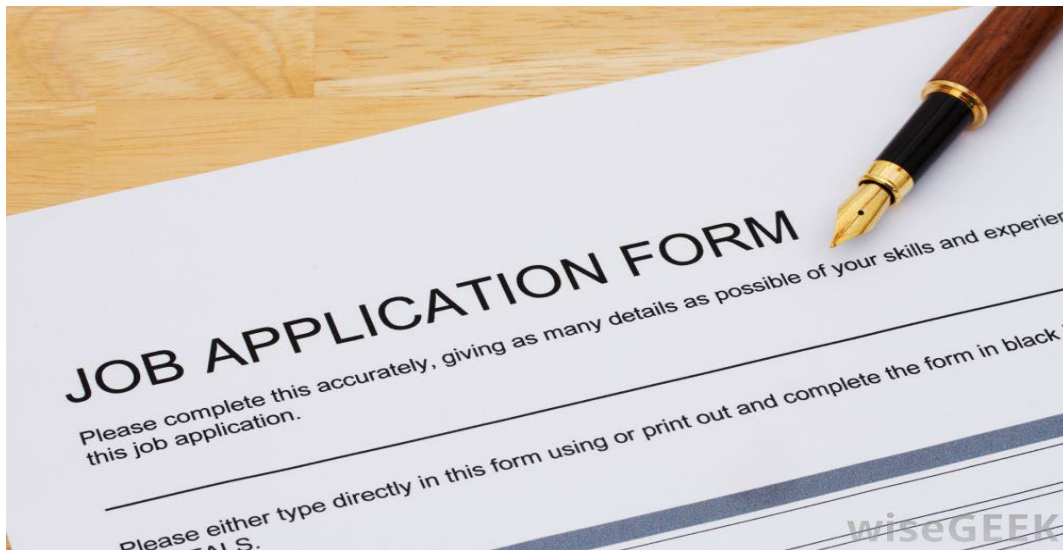 JOB APPLICATION FORM
Please complete this accurately, giving as many details as possible of your skills and
this job application.
Please either type directly in this form using or print out and complete the form in black
wiseGEEK